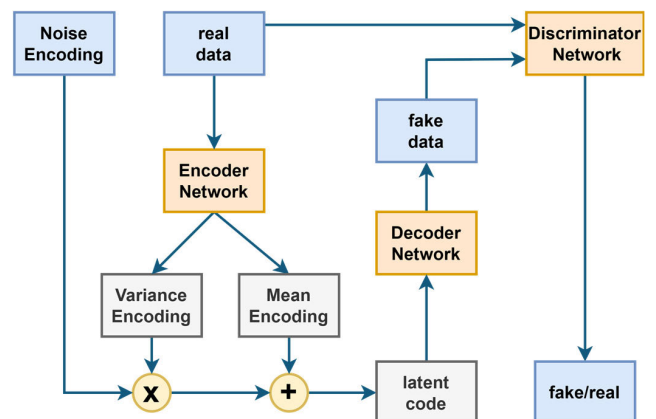 Noise
Encoding
real
data
Discriminator
Network
fake
data
Encoder
Network
Decoder
Network
Variance
Encoding
Mean
Encoding
x
+
latent
code
fake/real